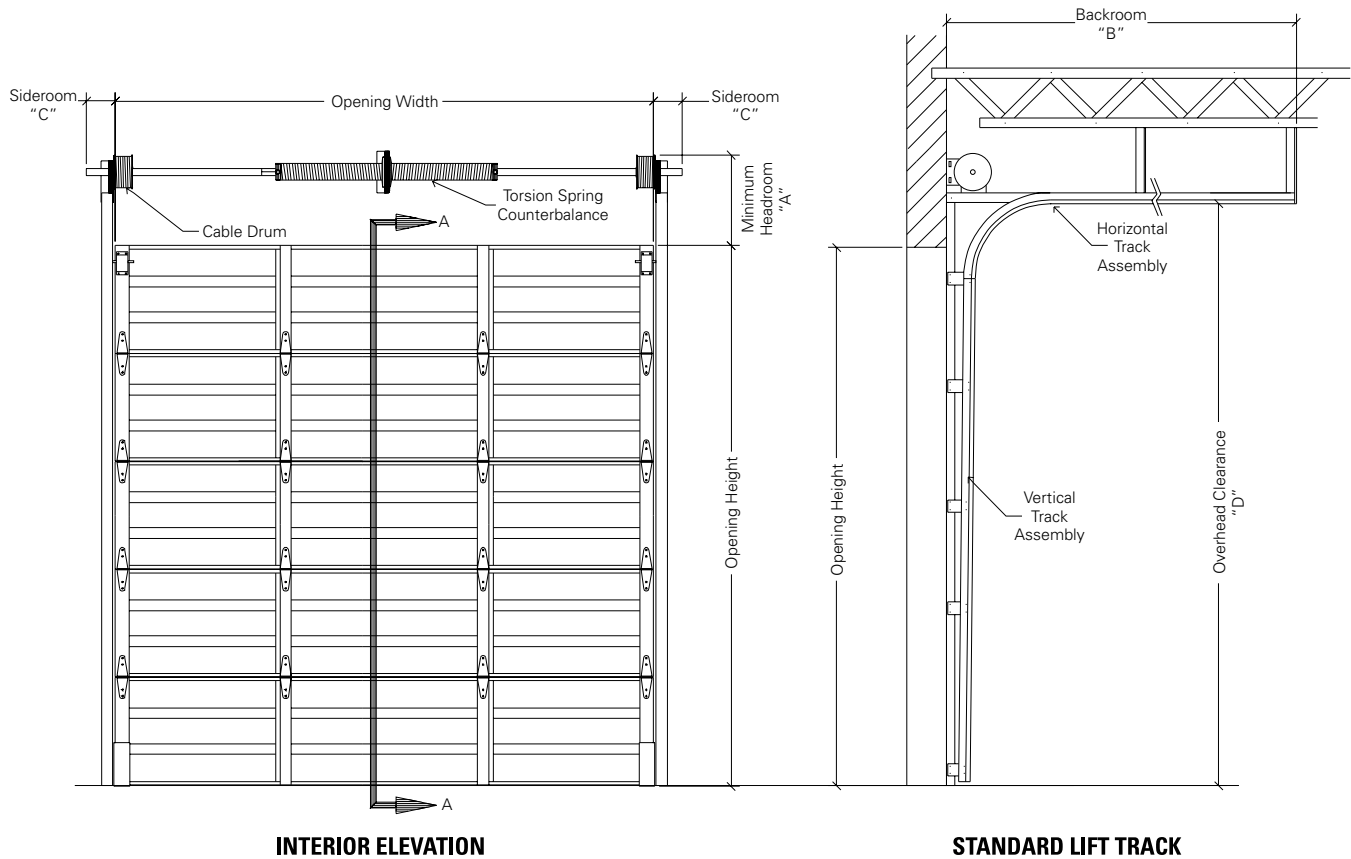 Sideroom
“C”
Opening Width
Sideroom
“C”
Torsion Spring
Counterbalance
Cable Drum
Minimum
Headroom
“A”
A
Opening Height
A
INTERIOR ELEVATION
Backroom
“B”
Horizontal
Track
Assembly
Opening Height
Vertical
Track
Assembly
Overhead Clearance
“D”
STANDARD LIFT TRACK